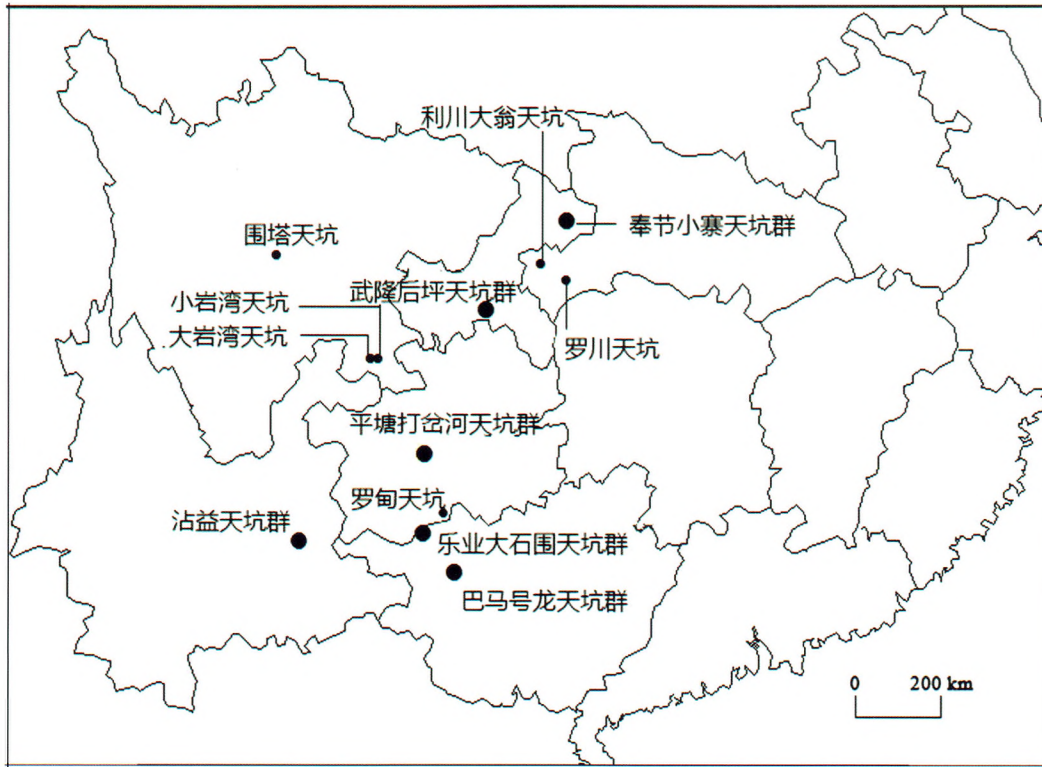 利川大翁天坑
奉节小寨天坑群
围塔天坑
小岩湾天坑
武隆后坪天坑群
大岩湾天坑
罗川天坑
平塘打岔河天坑群
罗甸天坑
沾益天坑群
乐业大石围天坑群
巴马号龙天坑群
0 200 km